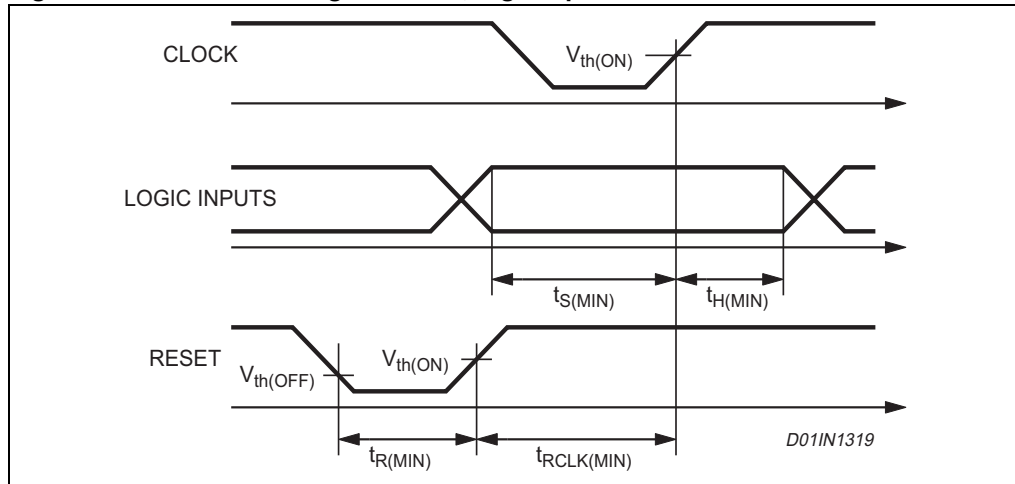 CLOCK
Vth(ON)
LOGIC INPUTS
tS(MIN)
tH(MIN)
RESET
Vth(OFF)
Vth(ON)
tR(MIN)
tRCLK(MIN)
D01IN1319